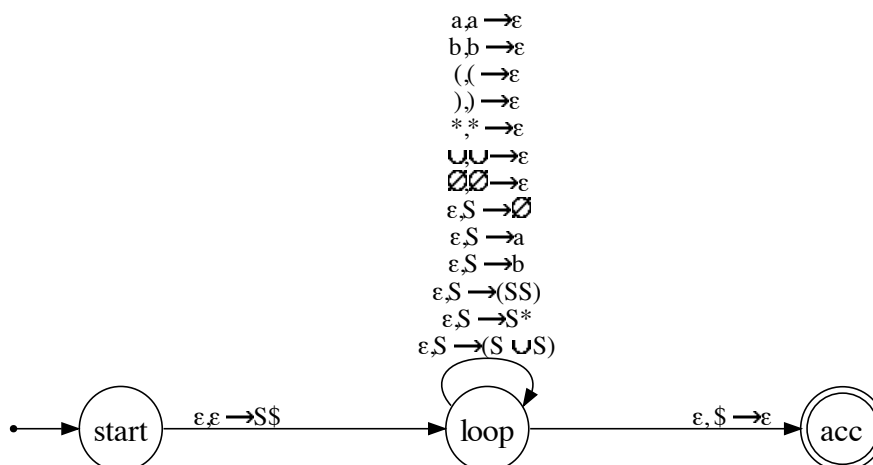 a,a →ε
b,b →ε
(,( →ε
),) →ε
*,* →ε
∪,∪ →ε
∅,∅ →ε
ε,S →∅
ε,S →a
ε,S →b
ε,S →(SS)
ε,S →S*
ε,S →(S ∪S)
start
ε,ε →S$
loop
ε, $ →ε
acc